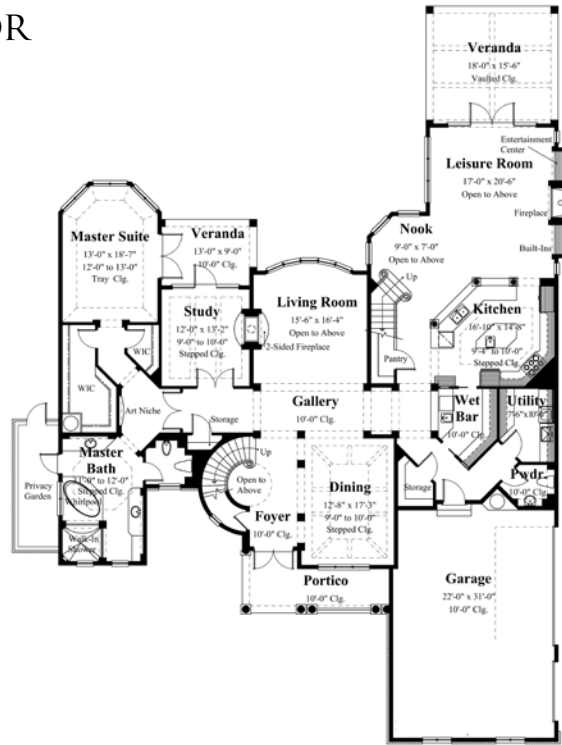 OR
Veranda
18'-0" x 15'-6"
Vaulted Clg.
Entertainment
Center
Leisure Room
17'-0" x 20'-6"
Open to Above
Fireplace
Built-Ins
Nook
9'-0" x 7'-0"
Open to Above
Up
Master Suite
13'-0" x 18'-7"
12'-0" to 13'-0"
Tray Clg.
Veranda
13'-0" x 9'-0"
10'-0" Clg.
Study
12'-0" x 13'-2"
9'-0" to 10'-0"
Stepped Clg.
Living Room
15'-6" x 16'-4"
Open to Above
2-Sided Fireplace
Kitchen
16'-10" x 14'-8"
9'-4" to 10'-0"
Stepped Clg.
Pantry
WIC
WIC
Art Niche
Storage
Gallery
10'-0" Clg.
Wet
Bar
10'-0" Clg.
Utility
Master
Bath
11'-0" to 12'-0"
Stepped Clg.
Whirlpool
Privacy
Garden
Walk-In
Shower
Up
Open to
Above
Foyer
10'-0" Clg.
Dining
12'-8" x 17'-3"
9'-0" to 10'-0"
Stepped Clg.
Storage
Pwdr.
10'-0" Clg.
Portico
10'-0" Clg.
Garage
22'-0" x 31'-0"
10'-0" Clg.